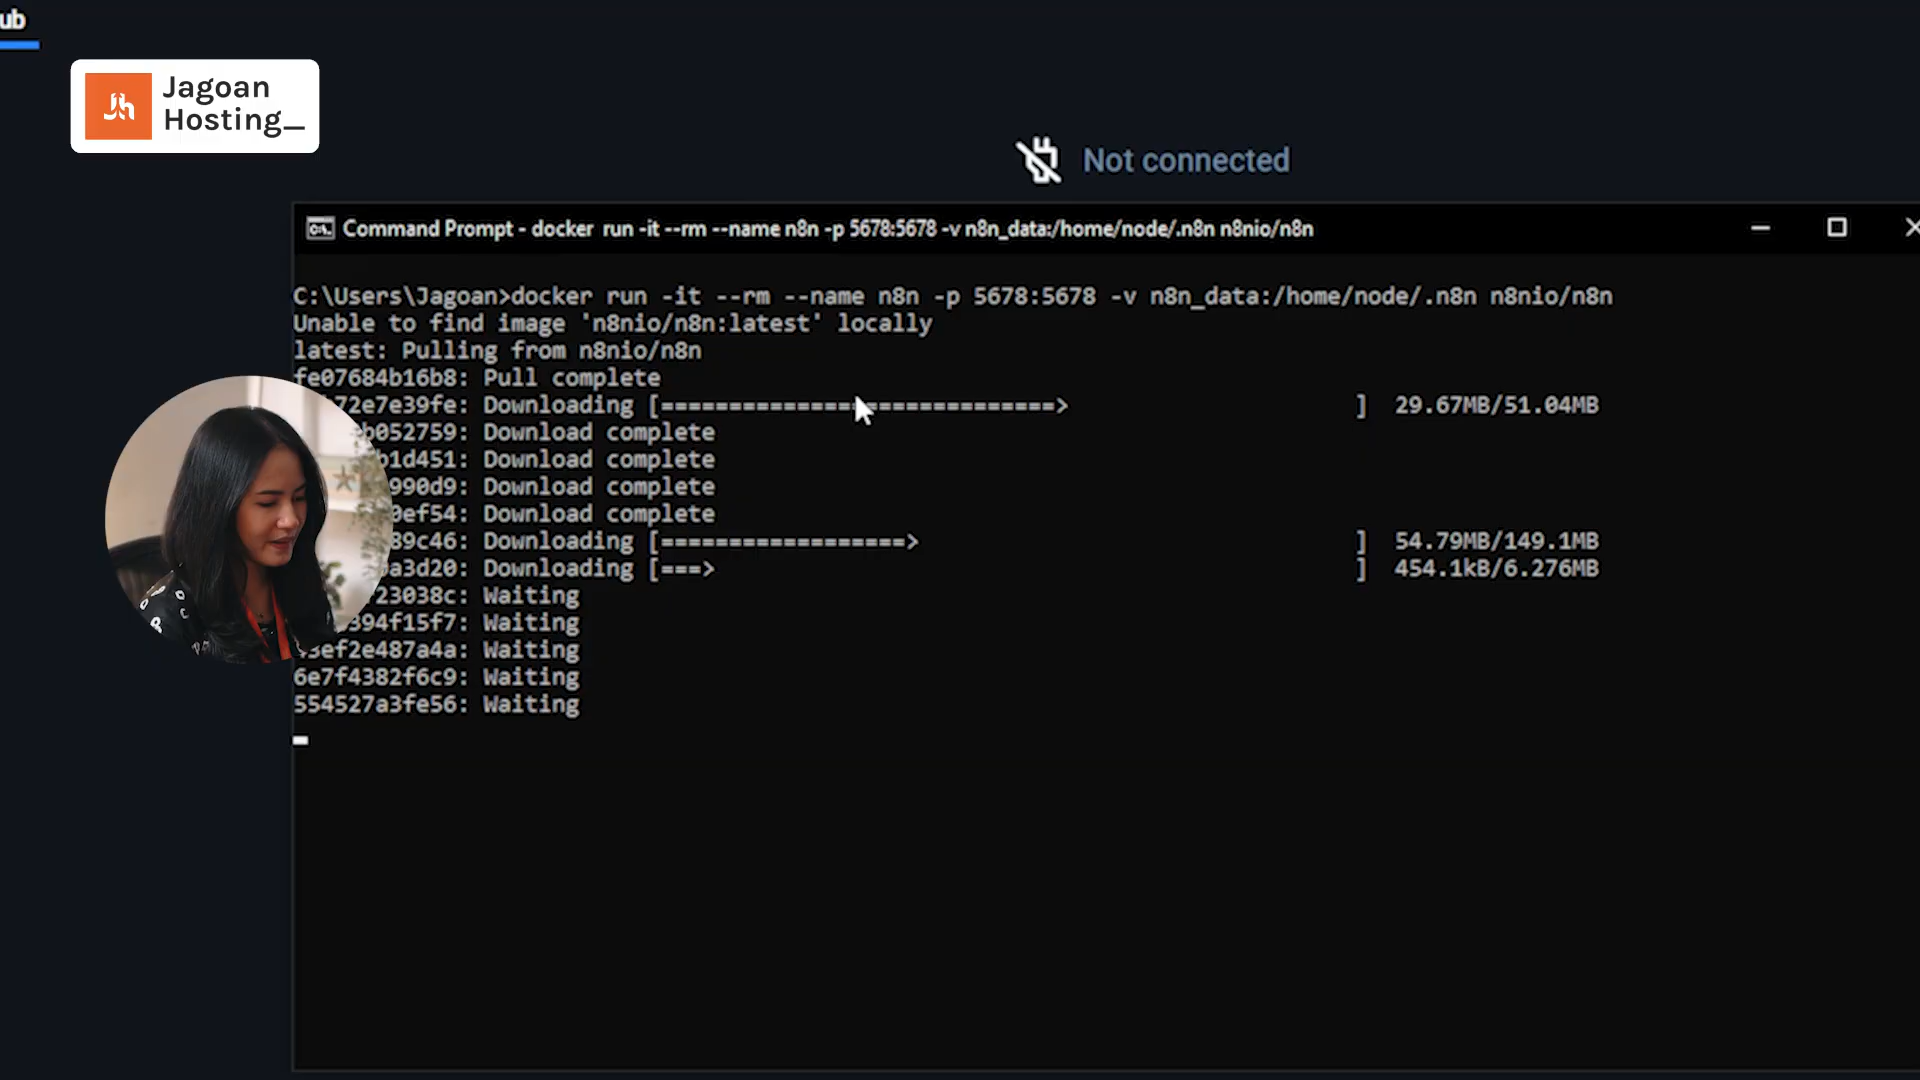 ub
Jagoan
Hosting_
Not connected
Command Prompt - docker run -it --rm --name n8n -p 5678:5678 -v n8n_data:/home/node/.n8n n8nio/n8n
C:\Users\Jagoan>docker run -it --rm --name n8n -p 5678:5678 -v n8n_data:/home/node/.n8n n8nio/n8n
Unable to find image 'n8nio/n8n:latest' locally
latest: Pulling from n8nio/n8n
fe07684b16b8: Pull complete
72e7e39fe: Downloading [=============================>                     ] 29.67MB/51.04MB
b052759: Download complete
b1d451: Download complete
990d9: Download complete
0ef54: Download complete
89c46: Downloading [==================>                                ] 54.79MB/149.1MB
a3d20: Downloading [===>                                               ] 454.1kB/6.276MB
23038c: Waiting
394f15f7: Waiting
3ef2e487a4a: Waiting
6e7f4382f6c9: Waiting
554527a3fe56: Waiting